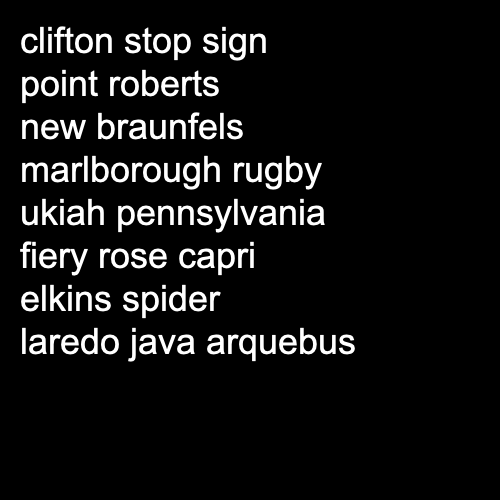 clifton stop sign
point roberts
new braunfels
marlborough rugby
ukiah pennsylvania
fiery rose capri
elkins spider
laredo java arquebus